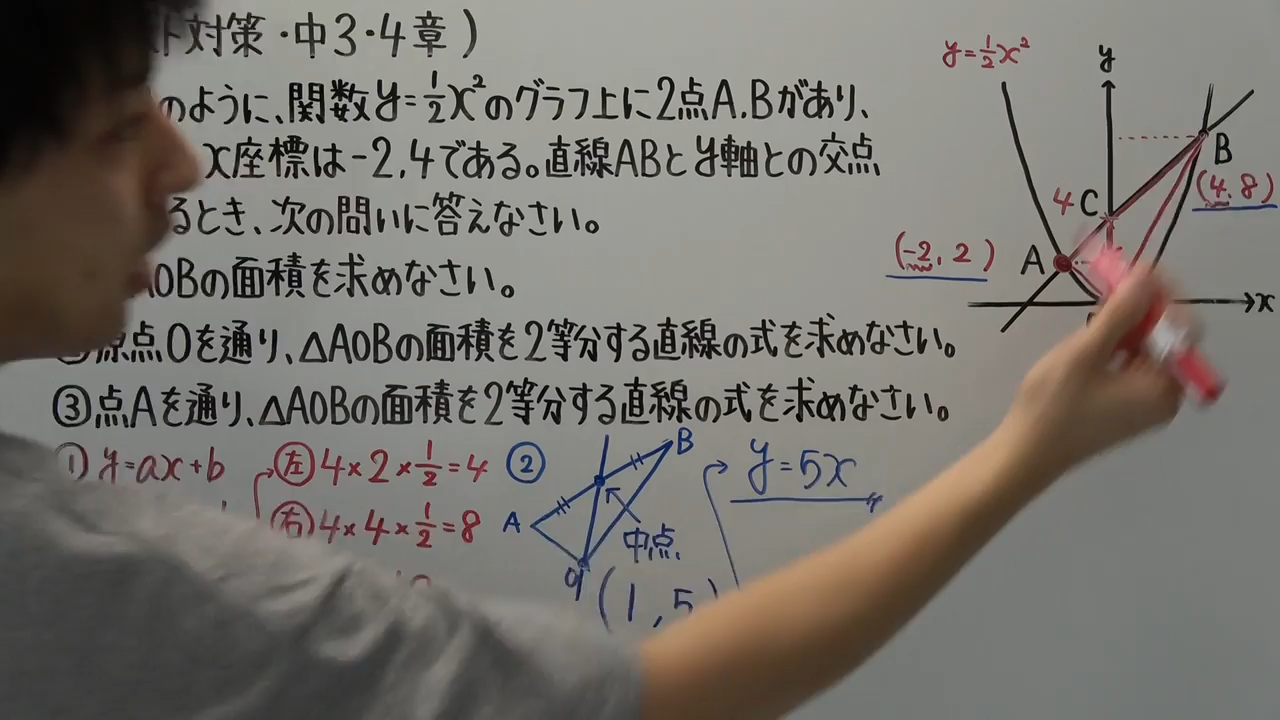 ト対策・中3・4章)
のように、関数y=1/2x²のグラフ上に2点A.Bがあり、
x座標は-2,4である。直線ABとy軸との交点
るとき、次の問いに答えなさい。
AOBの面積を求めなさい。
原点Oを通り、△AOBの面積を2等分する直線の式を求めなさい。
③点Aを通り、△AOBの面積を2等分する直線の式を求めなさい。
① y=ax+b
左 4×2×1/2=4
右 4×4×1/2=8
②
A
B
O
中点
(1,5)
y=5x
y=1/2x²
y
B
(4,8)
4
C
(-2,2)
A
x